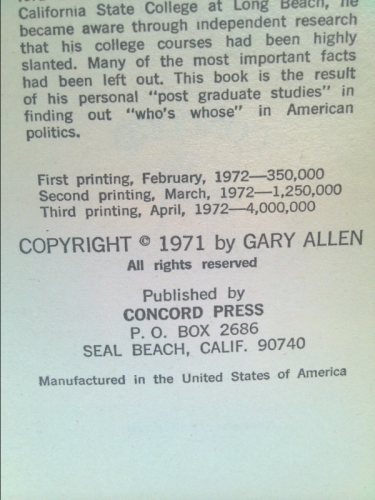 California State College at Long Beach, he
became aware through independent research
that his college courses had been highly
slanted. Many of the most important facts
had been left out. This book is the result
of his personal "post graduate studies" in
finding out "who's whose" in American
politics.
First printing, February, 1972—350,000
Second printing, March, 1972—1,250,000
Third printing, April, 1972—4,000,000
COPYRIGHT © 1971 by GARY ALLEN
All rights reserved
Published by
CONCORD PRESS
P. O. BOX 2686
SEAL BEACH, CALIF. 90740
Manufactured in the United States of America